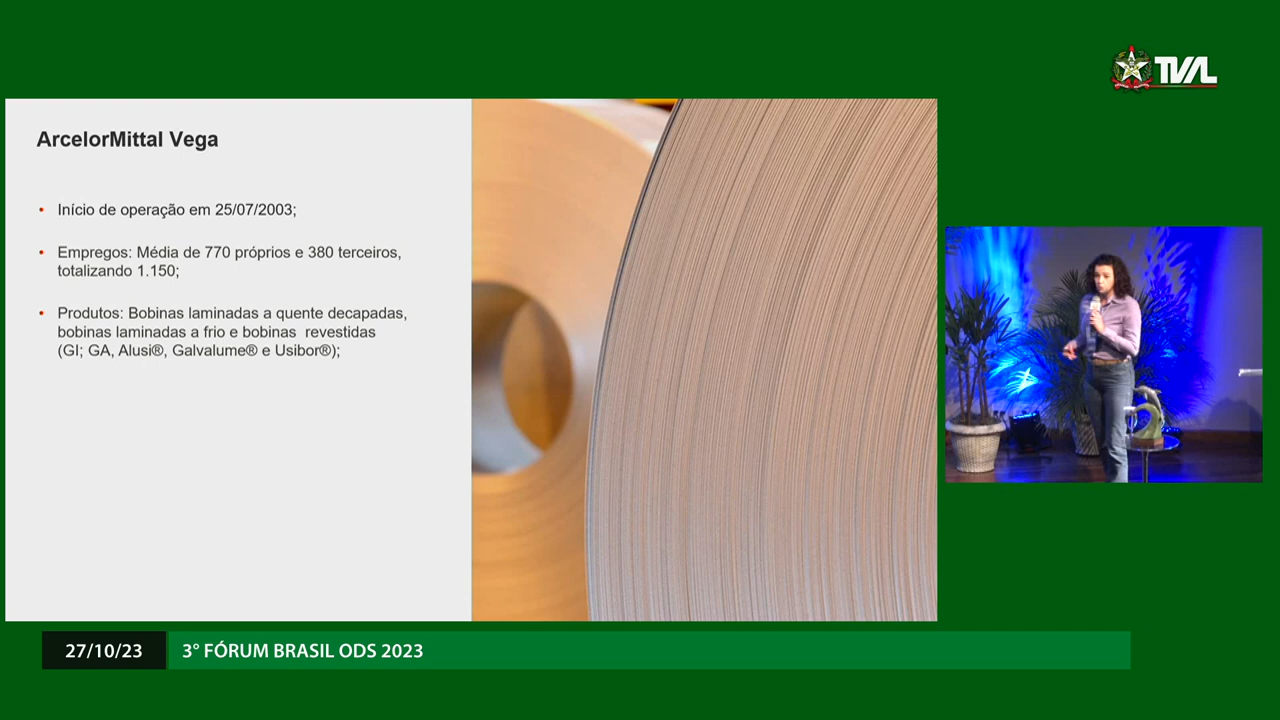 TVAL
ArcelorMittal Vega
• Início de operação em 25/07/2003;
• Empregos: Média de 770 próprios e 380 terceiros,
totalizando 1.150;
• Produtos: Bobinas laminadas a quente decapadas,
bobinas laminadas a frio e bobinas revestidas
(GI; GA, Alusi®, Galvalume® e Usibor®);
27/10/23 3° FÓRUM BRASIL ODS 2023